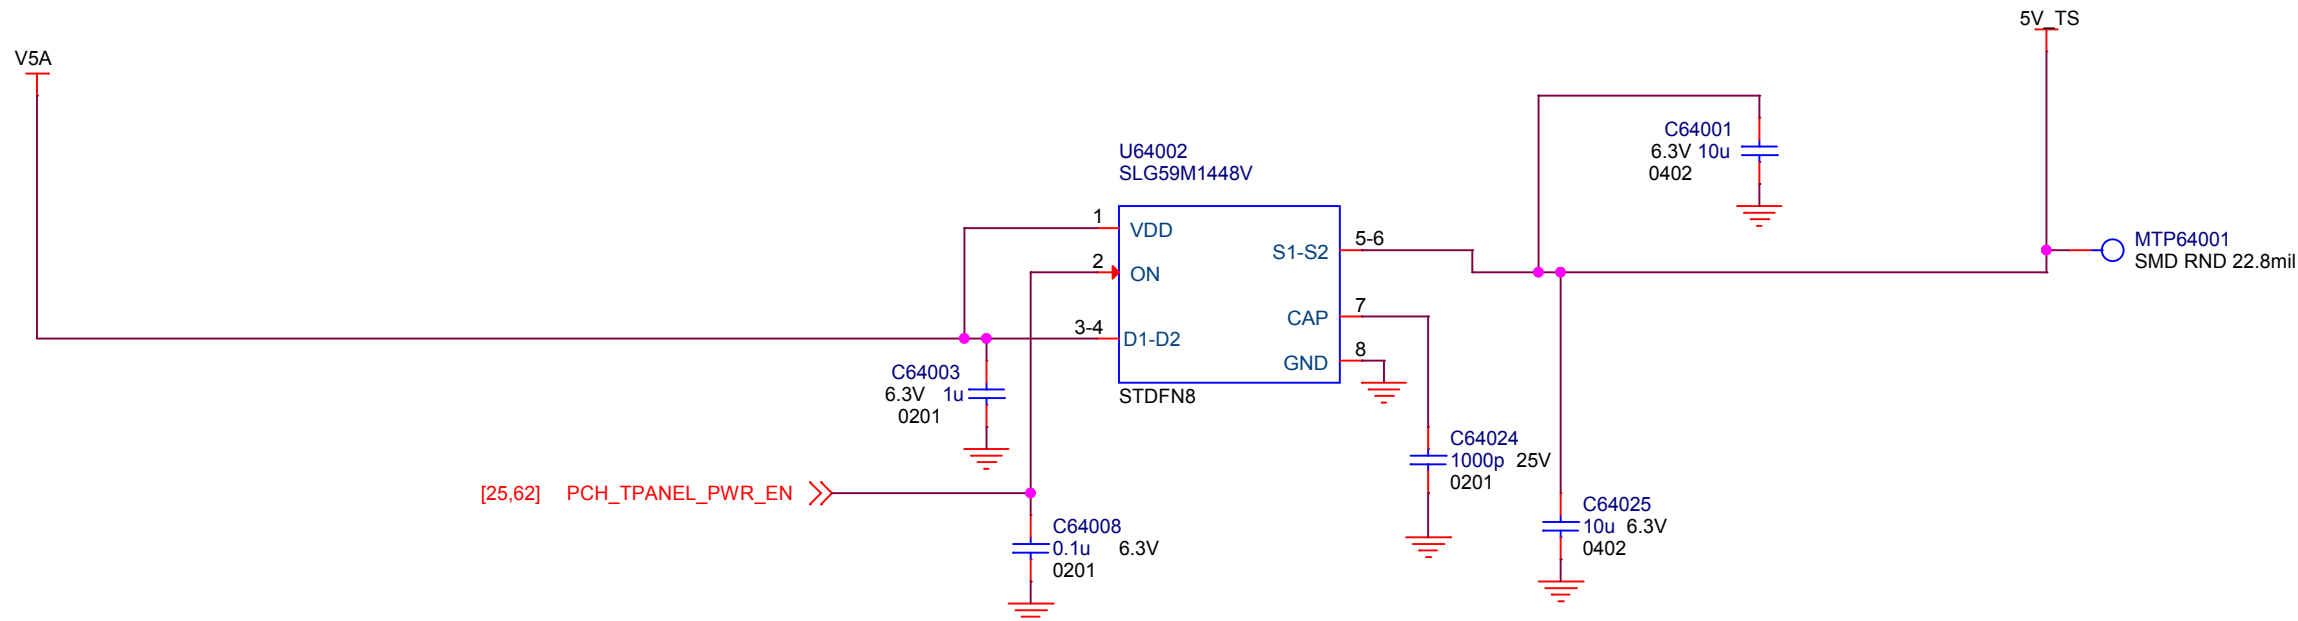 5V_TS
V5A
C64001
6.3V 10u
0402
U64002
SLG59M1448V
1
VDD
2
ON
3-4
D1-D2
5-6
S1-S2
7
CAP
8
GND
STDFN8
MTP64001
SMD RND 22.8mil
C64003
6.3V 1u
0201
C64024
1000p 25V
0201
[25,62] PCH_TPANEL_PWR_EN
C64008
0.1u 6.3V
0201
C64025
10u 6.3V
0402